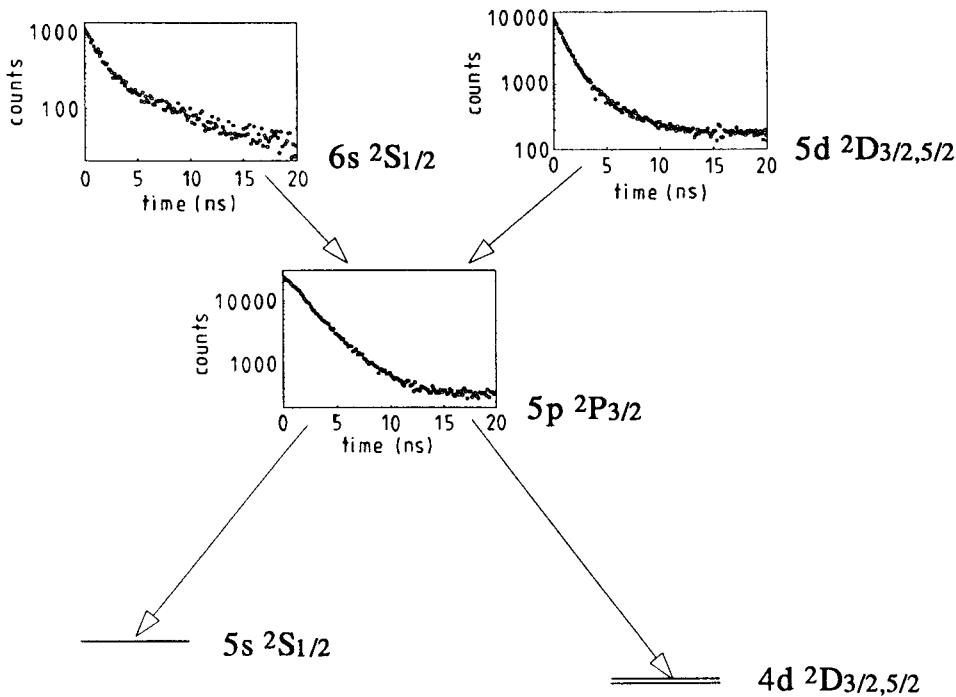 1000
100
counts
0 5 10 15 20
time (ns)
6s ²S1/2
10000
1000
100
counts
0 5 10 15 20
time (ns)
5d ²D3/2,5/2
10000
1000
counts
0 5 10 15 20
time (ns)
5p ²P3/2
5s ²S1/2
4d ²D3/2,5/2